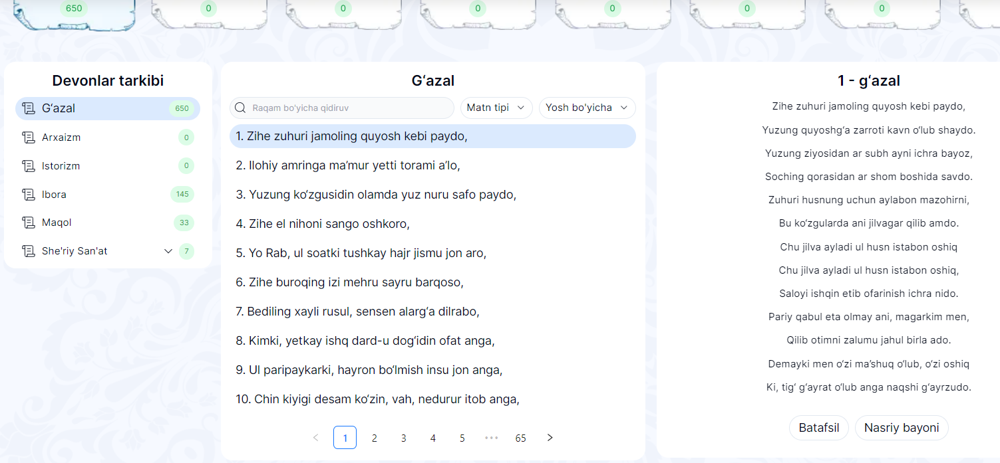 650
0
0
0
0
0
0
Devonlar tarkibi
G‘azal 650
Arxaizm 0
Istorizm 0
Ibora 145
Maqol 33
She'riy San'at 7
G‘azal
Raqam bo'yicha qidiruv
Matn tipi
Yosh bo'yicha
1. Zihe zuhuri jamoling quyosh kebi paydo,
2. Ilohiy amringa ma’mur yetti torami a’lo,
3. Yuzung ko‘zgusidin olamda yuz nuru safo paydo,
4. Zihe el nihoni sango oshkoro,
5. Yo Rab, ul soatki tushkay hajr jismu jon aro,
6. Zihe buroqing izi mehru sayru barqoso,
7. Bediling xayli rusul, sensen alarg‘a dilrabo,
8. Kimki, yetkay ishq dard-u dog‘idin ofat anga,
9. Ul paripaykarki, hayron bo‘lmish insu jon anga,
10. Chin kiyigi desam ko‘zin, vah, nedurur itob anga,
< 1 2 3 4 5 ••• 65 >
1 - g‘azal
Zihe zuhuri jamoling quyosh kebi paydo,
Yuzung quyoshg‘a zarroti kavn o‘lub shaydo.
Yuzung ziyosidan ar subh ayni ichra bayoz,
Soching qorasidan ar shom boshida savdo.
Zuhuri husnung uchun aylabon mazohirni,
Bu ko‘zgularda ani jilvagar qilib amdo.
Chu jilva ayladi ul husn istabon oshiq
Chu jilva ayladi ul husn istabon oshiq,
Saloyi ishqin etib ofarinish ichra nido.
Pariy qabul eta olmay ani, magarkim men,
Qilib otimni zalumu jahul birla ado.
Demayki men o‘zi ma’shuq o‘lub, o‘zi oshiq
Ki, tig‘ g‘ayrat o‘lub anga naqshi g‘ayrzudo.
Batafsil
Nasriy bayoni